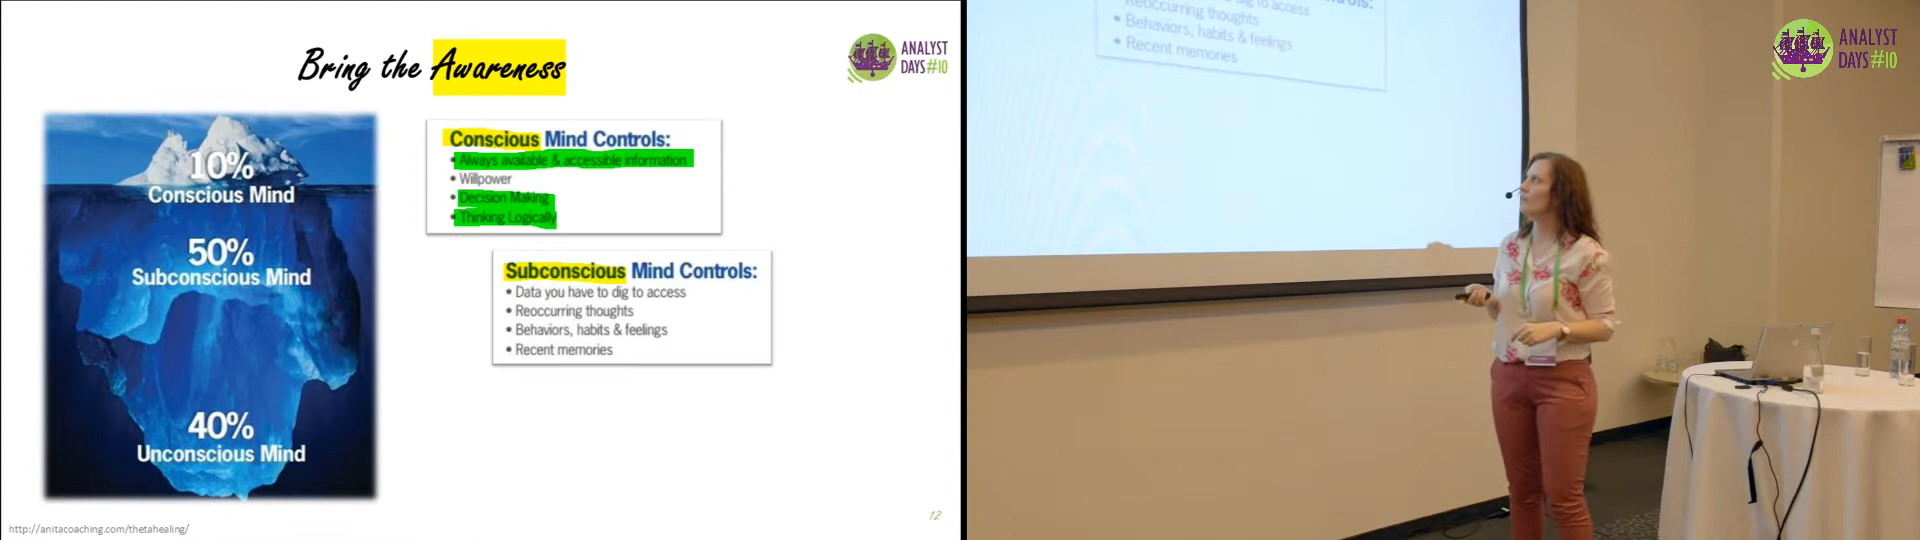 Bring the Awareness
ANALYST
DAYS#10
10%
Conscious Mind
50%
Subconscious Mind
40%
Unconscious Mind
Conscious Mind Controls:
• Always available & accessible information
• Willpower
• Decision Making
• Thinking Logically
Subconscious Mind Controls:
• Data you have to dig to access
• Reoccurring thoughts
• Behaviors, habits & feelings
• Recent memories
http://anitacoaching.com/thetahealing/
12
dig to access
Reoccurring thoughts
• Behaviors, habits & feelings
• Recent memories
ANALYST
DAYS#10